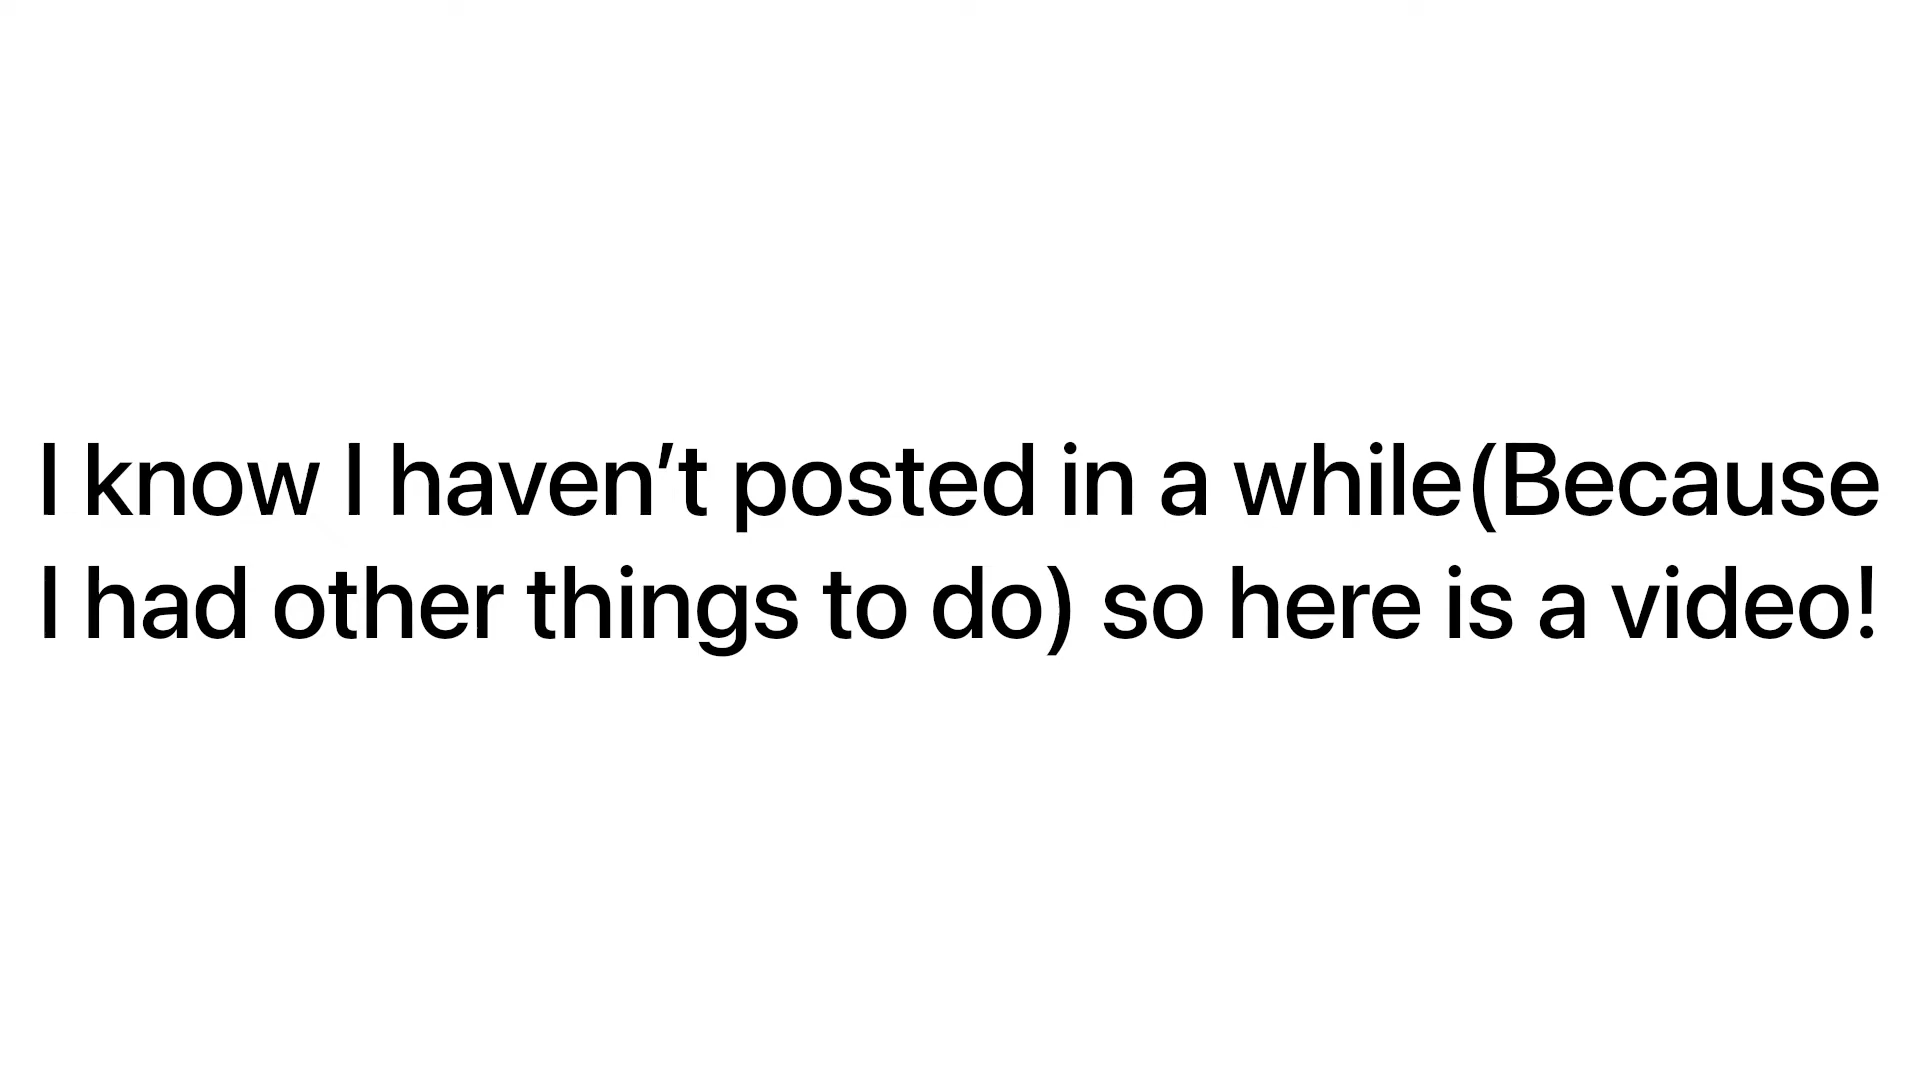 I know I haven’t posted in a while(Because
I had other things to do) so here is a video!